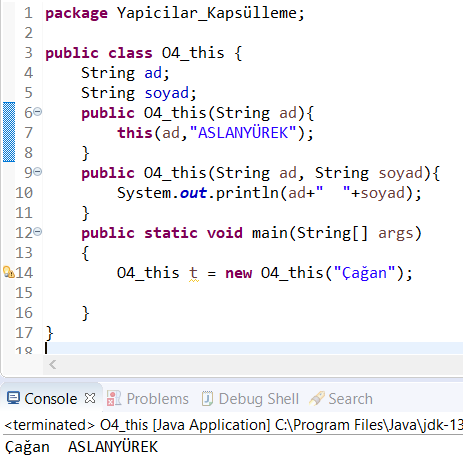 1 package Yapicilar_Kapsülleme;
2
3 public class O4_this {
4     String ad;
5     String soyad;
6     public O4_this(String ad){
7         this(ad,"ASLANYÜREK");
8     }
9     public O4_this(String ad, String soyad){
10         System.out.println(ad+"  "+soyad);
11     }
12     public static void main(String[] args)
13     {
14         O4_this t = new O4_this("Çağan");
15
16     }
17 }
18
Console Problems Debug Shell Search
<terminated> O4_this [Java Application] C:\Program Files\Java\jdk-13
Çağan  ASLANYÜREK